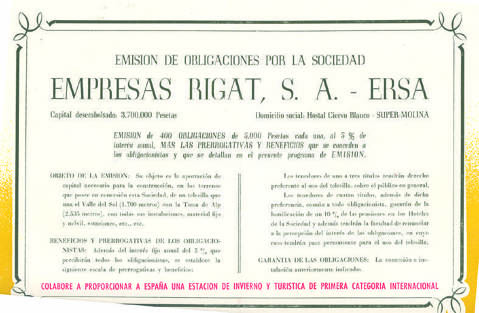 EMISION DE OBLIGACIONES POR LA SOCIEDAD
EMPRESAS RIGAT, S. A. - ERSA
Capital desembolsado: 3.700,000 Pesetas Domicilio social: Hostal Ciervo Blanco - SUPER-MOLINA
EMISION de 400 OBLIGACIONES de 5,000 Pesetas cada una, al 5 % de
interés anual, MAS LAS PRERROGATIVAS Y BENEFICIOS que se conceden a
los obligacionistas y que se detallan en el presente programa de EMISION.
OBJETO DE LA EMISION: Su objeto es la aportación de
capital necesario para la construcción, en los terrenos
que posee en concesión esta Sociedad, de un telesilla que
una el Valle del Sol (1.700 metros) con la Tossa de Alp
(2.535 metros), con todas sus instalaciones, material fijo
y móvil, estaciones, etc., etc.
BENEFICIOS Y PRERROGATIVAS DE LOS OBLIGACIO-
NISTAS: Además del interés fijo anual del 5 %, que
percibirán todos los obligacionistas, se establece la
siguiente escala de prerrogativas y beneficios:
Los tenedores de uno a tres títulos tendrán derecho
preferente al uso del telesilla, sobre el público en general.
Los tenedores de cuatro títulos, además de dicha
preferencia, común a todo obligacionista, gozarán de la
bonificación de un 10 % de las pensiones en los Hoteles
de la Sociedad y además tendrán la facultad de renunciar
a la percepción del interés de las obligaciones, en cuyo
caso tendrán pase permanente para el uso del telesilla.
GARANTIA DE LAS OBLIGACIONES: La concesión e ins-
talación anteriormente indicada.
COLABORE A PROPORCIONAR A ESPAÑA UNA ESTACION DE INVIERNO Y TURISTICA DE PRIMERA CATEGORIA INTERNACIONAL